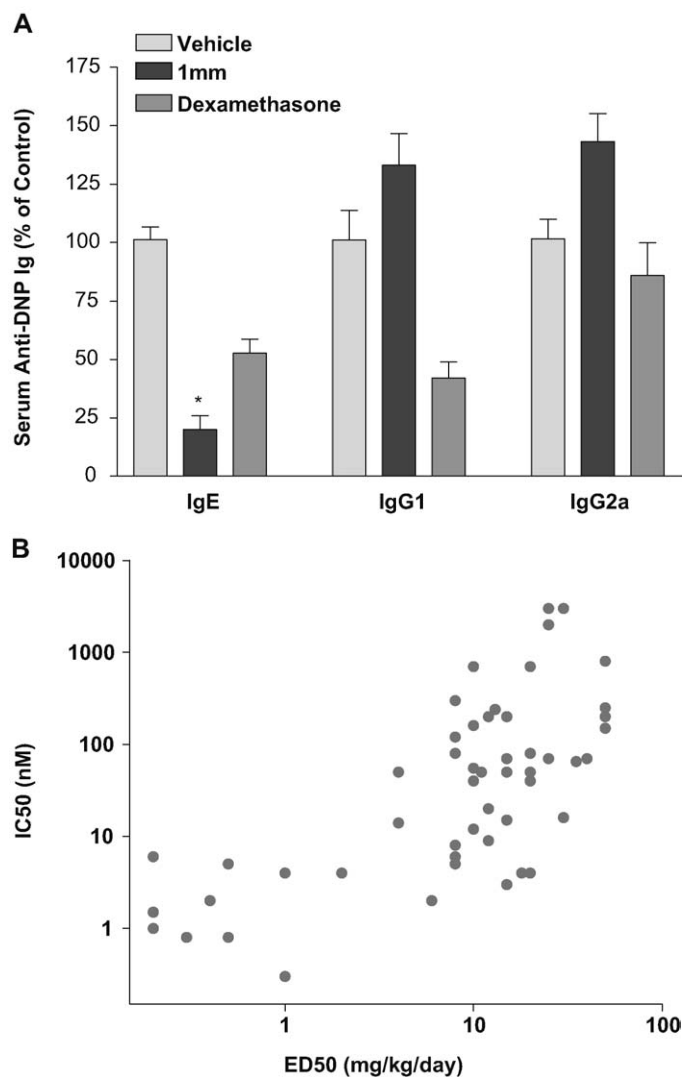 A
Vehicle
1mm
Dexamethasone
Serum Anti-DNP Ig (% of Control)
175
150
125
100
75
50
25
0
*
IgE IgG1 IgG2a
B
IC50 (nM)
10000
1000
100
10
1
1 10 100
ED50 (mg/kg/day)